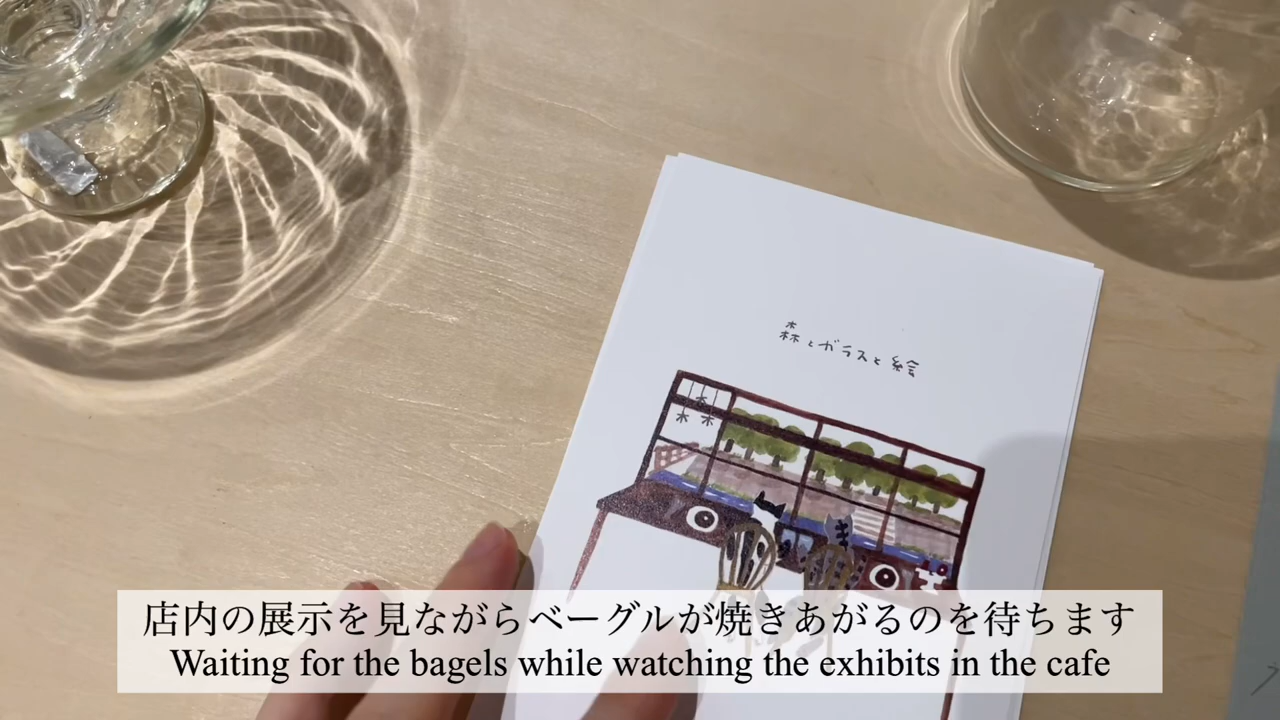 森とガラスと絵
店内の展示を見ながらベーグルが焼きあがるのを待ちます
Waiting for the bagels while watching the exhibits in the cafe